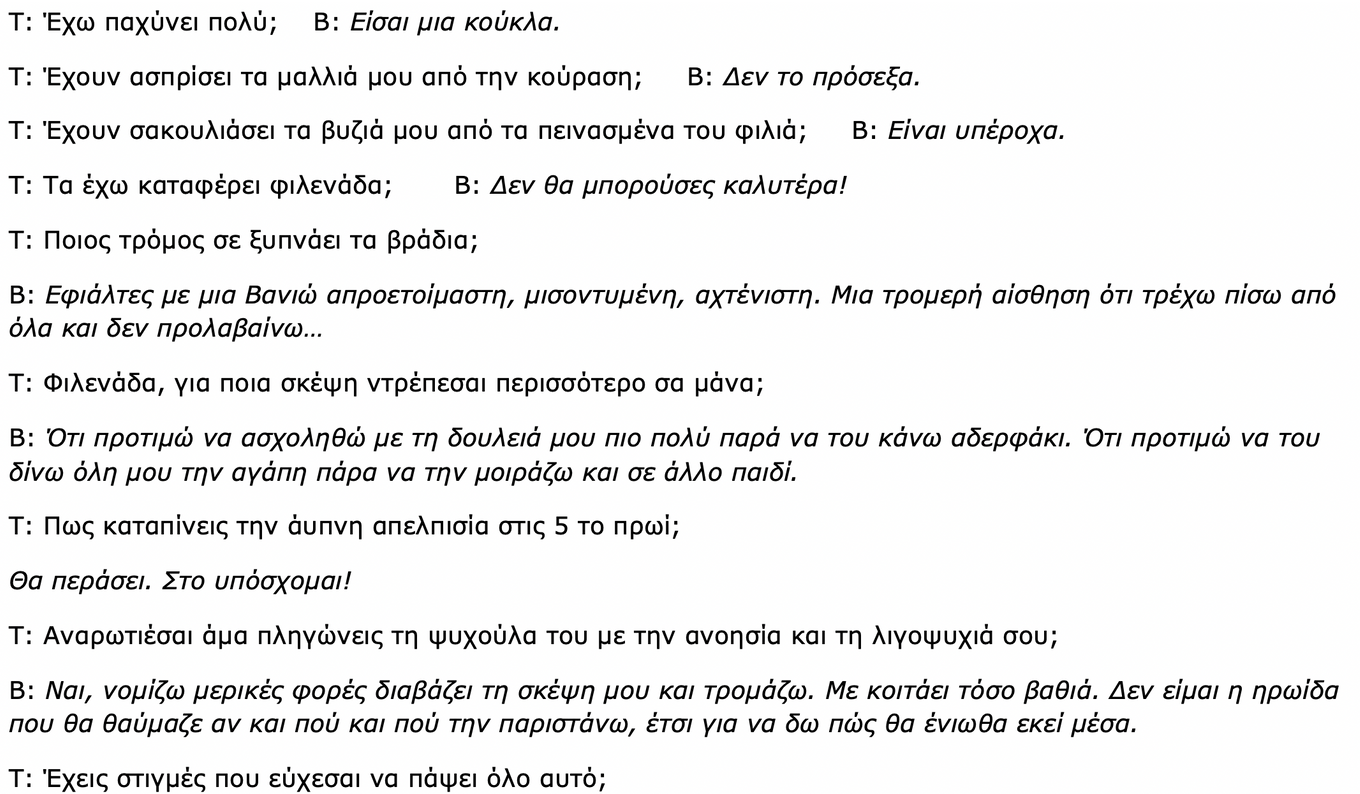 Τ: Έχω παχύνει πολύ; Β: Είσαι μια κούκλα.
Τ: Έχουν ασπρίσει τα μαλλιά μου από την κούραση; Β: Δεν το πρόσεξα.
Τ: Έχουν σακουλιάσει τα βυζιά μου από τα πεινασμένα του φιλιά; Β: Είναι υπέροχα.
Τ: Τα έχω καταφέρει φιλενάδα; Β: Δεν θα μπορούσες καλυτέρα!
Τ: Ποιος τρόμος σε ξυπνάει τα βράδια;
Β: Εφιάλτες με μια Βανιώ απροετοίμαστη, μισοντυμένη, αχτένιστη. Μια τρομερή αίσθηση ότι τρέχω πίσω από
όλα και δεν προλαβαίνω…
Τ: Φιλενάδα, για ποια σκέψη ντρέπεσαι περισσότερο σα μάνα;
Β: Ότι προτιμώ να ασχοληθώ με τη δουλειά μου πιο πολύ παρά να του κάνω αδερφάκι. Ότι προτιμώ να του
δίνω όλη μου την αγάπη πάρα να την μοιράζω και σε άλλο παιδί.
Τ: Πως καταπίνεις την άυπνη απελπισία στις 5 το πρωί;
Θα περάσει. Στο υπόσχομαι!
Τ: Αναρωτιέσαι άμα πληγώνεις τη ψυχούλα του με την ανοησία και τη λιγοψυχιά σου;
Β: Ναι, νομίζω μερικές φορές διαβάζει τη σκέψη μου και τρομάζω. Με κοιτάει τόσο βαθιά. Δεν είμαι η ηρωίδα
που θα θαύμαζε αν και πού και πού την παριστάνω, έτσι για να δω πώς θα ένιωθα εκεί μέσα.
Τ: Έχεις στιγμές που εύχεσαι να πάψει όλο αυτό;